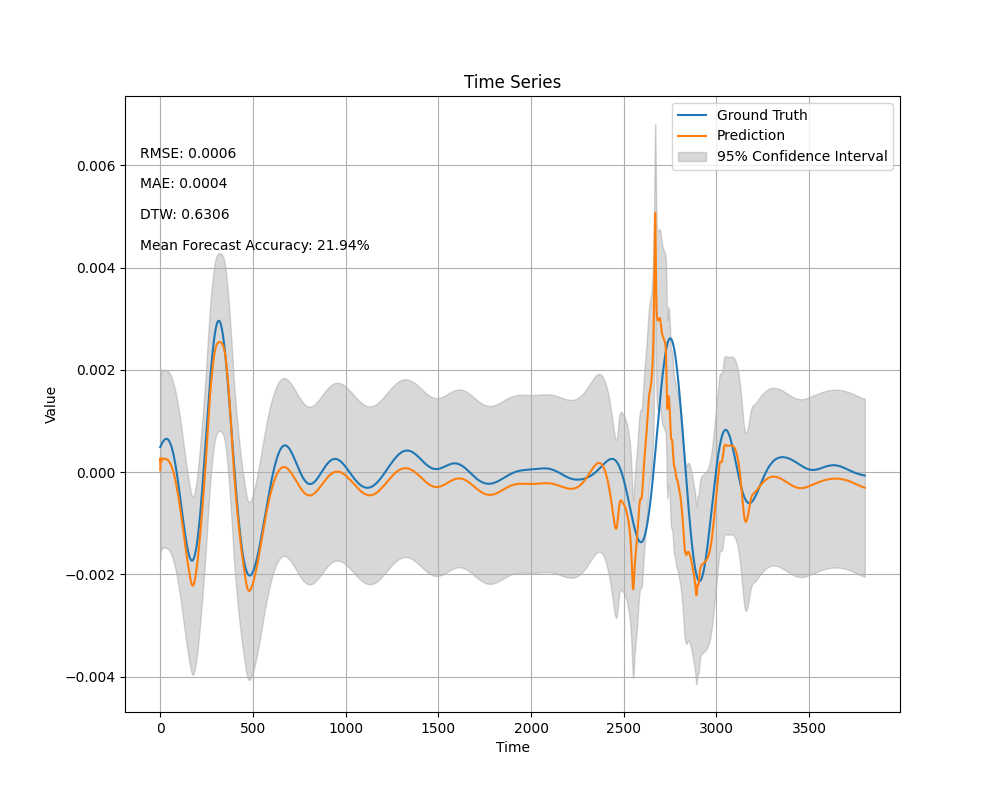 Time Series
Ground Truth
Prediction
95% Confidence Interval
RMSE: 0.0006
MAE: 0.0004
DTW: 0.6306
Mean Forecast Accuracy: 21.94%
0.006
0.004
0.002
0.000
−0.002
−0.004
Value
0 500 1000 1500 2000 2500 3000 3500
Time